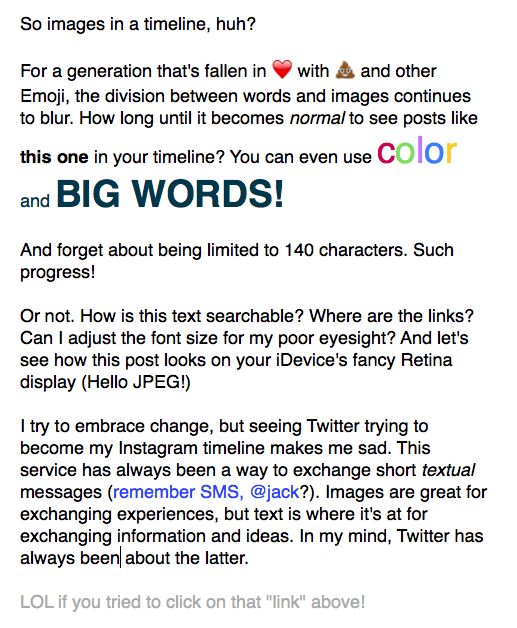 So images in a timeline, huh?
For a generation that's fallen in ❤️ with 💩 and other
Emoji, the division between words and images continues
to blur. How long until it becomes normal to see posts like
this one in your timeline? You can even use color
and BIG WORDS!
And forget about being limited to 140 characters. Such
progress!
Or not. How is this text searchable? Where are the links?
Can I adjust the font size for my poor eyesight? And let's
see how this post looks on your iDevice's fancy Retina
display (Hello JPEG!)
I try to embrace change, but seeing Twitter trying to
become my Instagram timeline makes me sad. This
service has always been a way to exchange short textual
messages (remember SMS, @jack?). Images are great for
exchanging experiences, but text is where it's at for
exchanging information and ideas. In my mind, Twitter has
always been about the latter.
LOL if you tried to click on that "link" above!